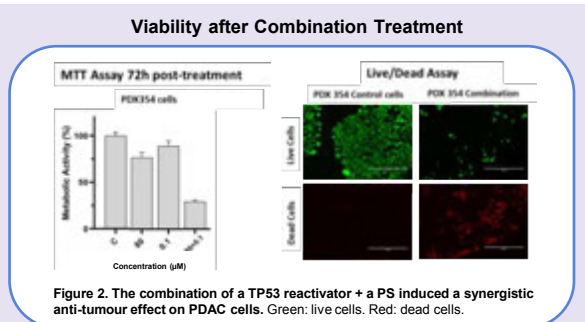 Viability after Combination Treatment
MTT Assay 72h post-treatment
PDX354 cells
Metabolic Activity (%)
100
50
0
C
0.1
Concentration (µM)
Live/Dead Assay
PDX 354 Control cells
PDX 354 Combination
Live Cells
Dead Cells
Figure 2. The combination of a TP53 reactivator + a PS induced a synergistic
anti-tumour effect on PDAC cells. Green: live cells. Red: dead cells.